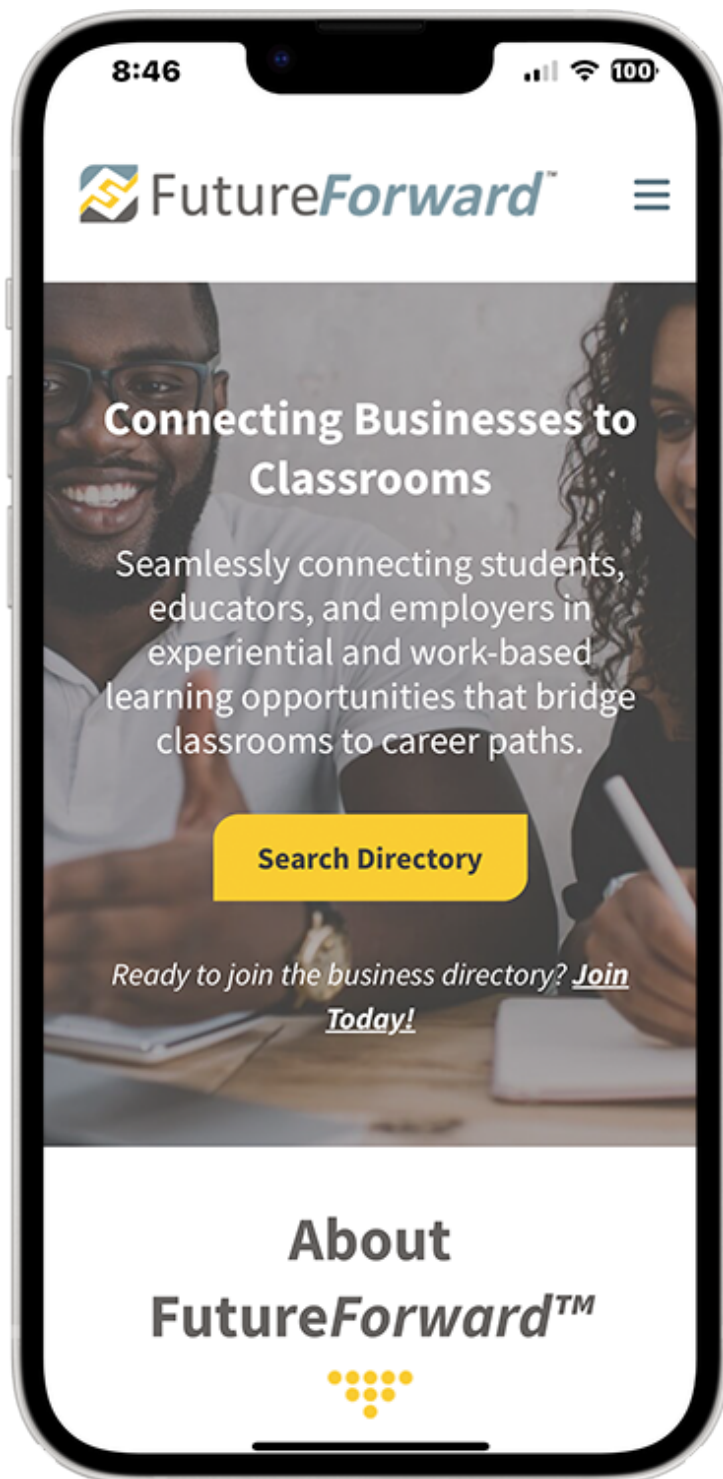 8:46
100
FutureForward™
Connecting Businesses to
Classrooms
Seamlessly connecting students,
educators, and employers in
experiential and work-based
learning opportunities that bridge
classrooms to career paths.
Search Directory
Ready to join the business directory? Join
Today!
About
FutureForward™